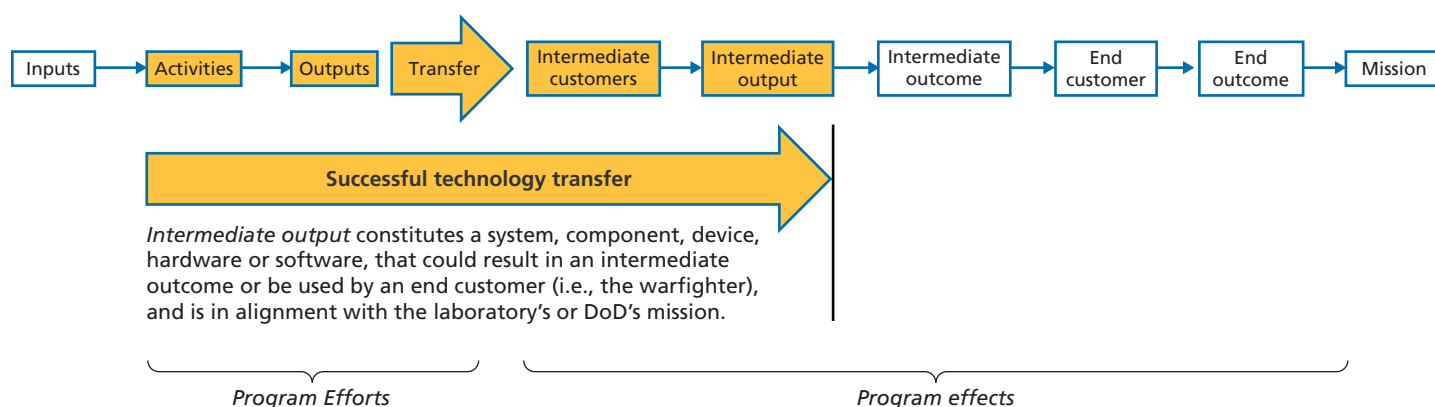 Inputs
Activities
Outputs
Transfer
Intermediate
customers
Intermediate
output
Intermediate
outcome
End
customer
End
outcome
Mission
Successful technology transfer
Intermediate output constitutes a system, component, device,
hardware or software, that could result in an intermediate
outcome or be used by an end customer (i.e., the warfighter),
and is in alignment with the laboratory’s or DoD’s mission.
Program Efforts
Program effects